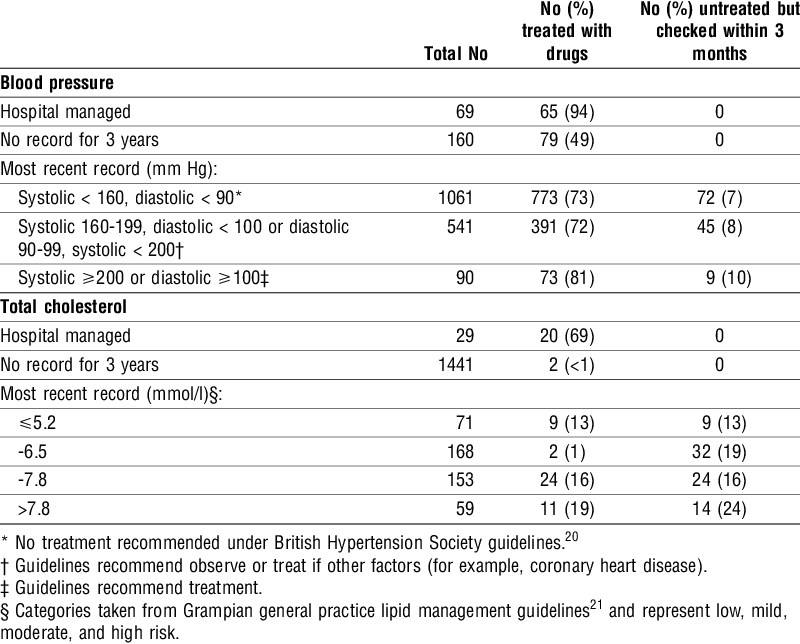 Total No | No (%) treated with drugs | No (%) untreated but checked within 3 months
Blood pressure
Hospital managed 69 65 (94) 0
No record for 3 years 160 79 (49) 0
Most recent record (mm Hg):
Systolic < 160, diastolic < 90* 1061 773 (73) 72 (7)
Systolic 160-199, diastolic < 100 or diastolic 541 391 (72) 45 (8)
90-99, systolic < 200†
Systolic ⩾200 or diastolic ⩾100‡ 90 73 (81) 9 (10)
Total cholesterol
Hospital managed 29 20 (69) 0
No record for 3 years 1441 2 (<1) 0
Most recent record (mmol/l)§:
⩽5.2 71 9 (13) 9 (13)
-6.5 168 2 (1) 32 (19)
-7.8 153 24 (16) 24 (16)
>7.8 59 11 (19) 14 (24)
* No treatment recommended under British Hypertension Society guidelines.20
† Guidelines recommend observe or treat if other factors (for example, coronary heart disease).
‡ Guidelines recommend treatment.
§ Categories taken from Grampian general practice lipid management guidelines21 and represent low, mild,
moderate, and high risk.